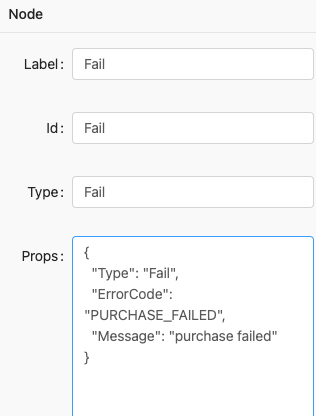 Node
Label: Fail
Id: Fail
Type: Fail
Props: {
"Type": "Fail",
"ErrorCode":
"PURCHASE_FAILED",
"Message": "purchase failed"
}